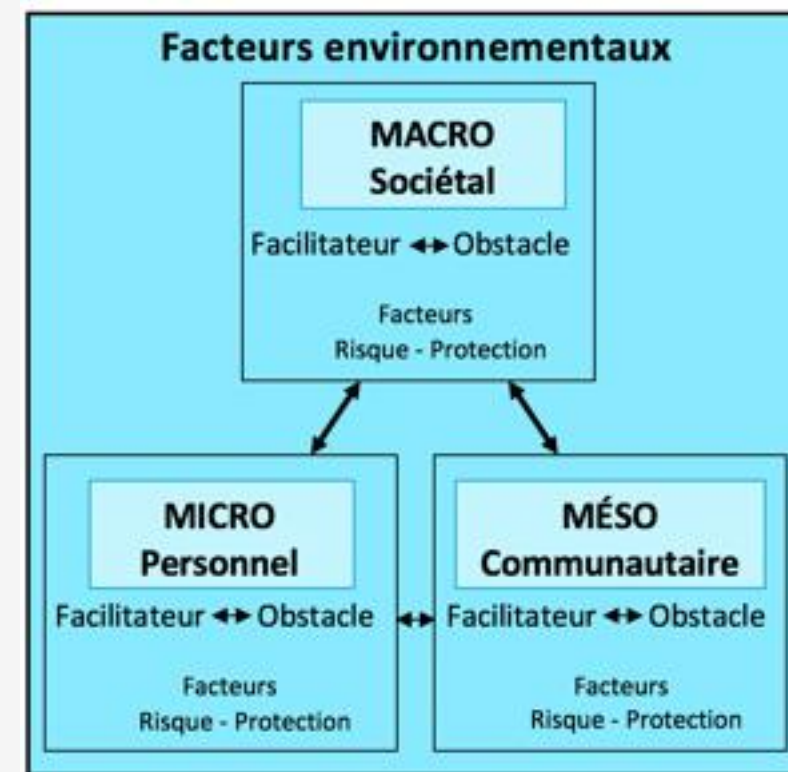 Facteurs environnementaux
MACRO
Sociétal
Facilitateur ↔ Obstacle
Facteurs
Risque - Protection
MICRO
Personnel
Facilitateur ↔ Obstacle
Facteurs
Risque - Protection
MÉSO
Communautaire
Facilitateur ↔ Obstacle
Facteurs
Risque - Protection